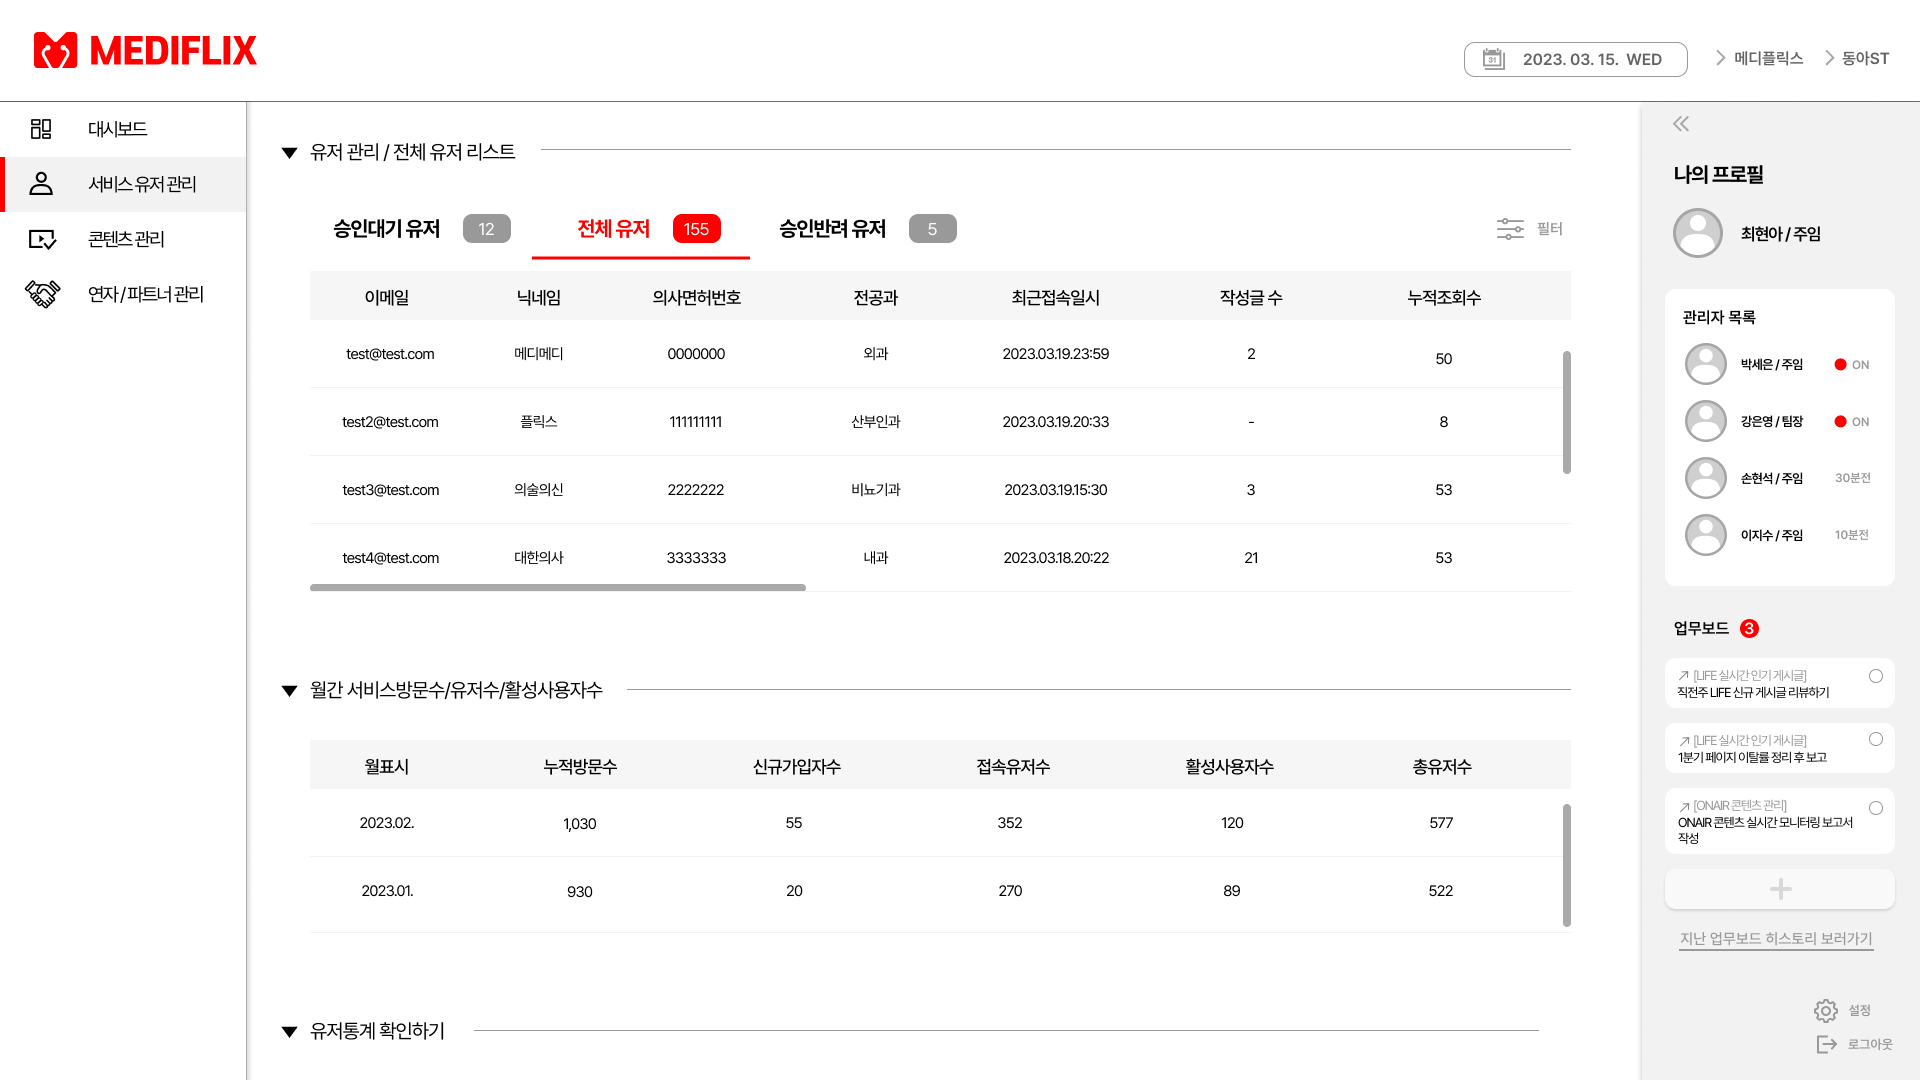 MEDIFLIX
31
2023. 03. 15. WED
메디플릭스
동아ST
대시보드
서비스 유저 관리
콘텐츠 관리
연자 / 파트너 관리
유저 관리 / 전체 유저 리스트
승인대기 유저 12
전체 유저 155
승인반려 유저 5
필터
이메일 닉네임 의사면허번호 전공과 최근접속일시 작성글 수 누적조회수
test@test.com 메디메디 0000000 외과 2023.03.19.23:59 2 50
test2@test.com 플릭스 111111111 산부인과 2023.03.19.20:33 - 8
test3@test.com 의술의신 2222222 비뇨기과 2023.03.19.15:30 3 53
test4@test.com 대한의사 3333333 내과 2023.03.18.20:22 21 53
월간 서비스방문수/유저수/활성사용자수
월표시 누적방문수 신규가입자수 접속유저수 활성사용자수 총유저수
2023.02. 1,030 55 352 120 577
2023.01. 930 20 270 89 522
유저통계 확인하기
나의 프로필
최현아 / 주임
관리자 목록
박세은 / 주임 ON
강은영 / 팀장 ON
손현석 / 주임 30분전
이지수 / 주임 10분전
업무보드 3
[LIFE 실시간 인기 게시글]
직전주 LIFE 신규 게시글 리뷰하기
[LIFE 실시간 인기 게시글]
1분기 페이지 이탈률 정리 후 보고
[ONAIR 콘텐츠 관리]
ONAIR 콘텐츠 실시간 모니터링 보고서
작성
지난 업무보드 히스토리 보러가기
설정
로그아웃